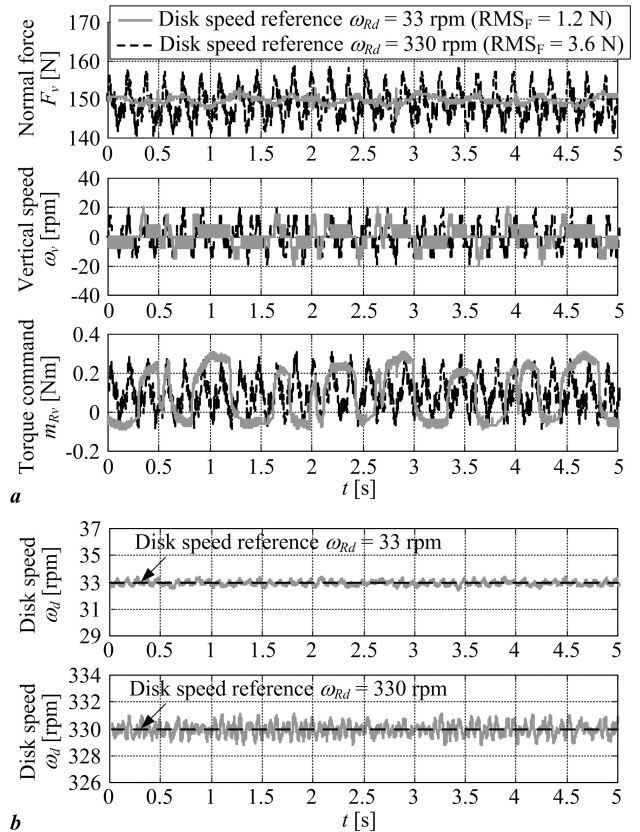 Disk speed reference ωRd = 33 rpm (RMSF = 1.2 N)
Disk speed reference ωRd = 330 rpm (RMSF = 3.6 N)
Normal force
Fv [N]
170
160
150
140
0 0.5 1 1.5 2 2.5 3 3.5 4 4.5 5
Vertical speed
ωv [rpm]
40
20
0
-20
-40
0 0.5 1 1.5 2 2.5 3 3.5 4 4.5 5
Torque command
mRv [Nm]
0.4
0.2
0
-0.2
0 0.5 1 1.5 2 2.5 3 3.5 4 4.5 5
t [s]
a
Disk speed
ωd [rpm]
37
35
33
31
29
Disk speed reference ωRd = 33 rpm
0 0.5 1 1.5 2 2.5 3 3.5 4 4.5 5
Disk speed
ωd [rpm]
334
332
330
328
326
Disk speed reference ωRd = 330 rpm
0 0.5 1 1.5 2 2.5 3 3.5 4 4.5 5
t [s]
b